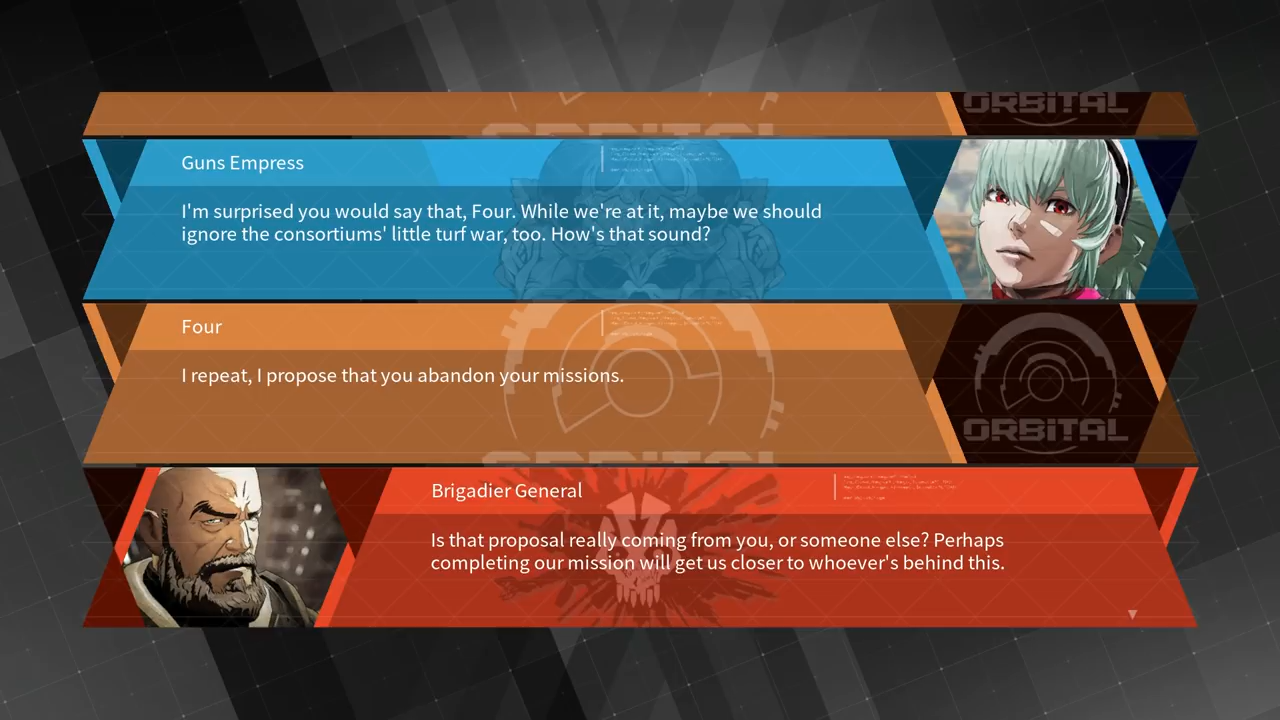 ORBITAL
Guns Empress
I'm surprised you would say that, Four. While we're at it, maybe we should
ignore the consortiums' little turf war, too. How's that sound?
Four
I repeat, I propose that you abandon your missions.
ORBITAL
Brigadier General
Is that proposal really coming from you, or someone else? Perhaps
completing our mission will get us closer to whoever's behind this.